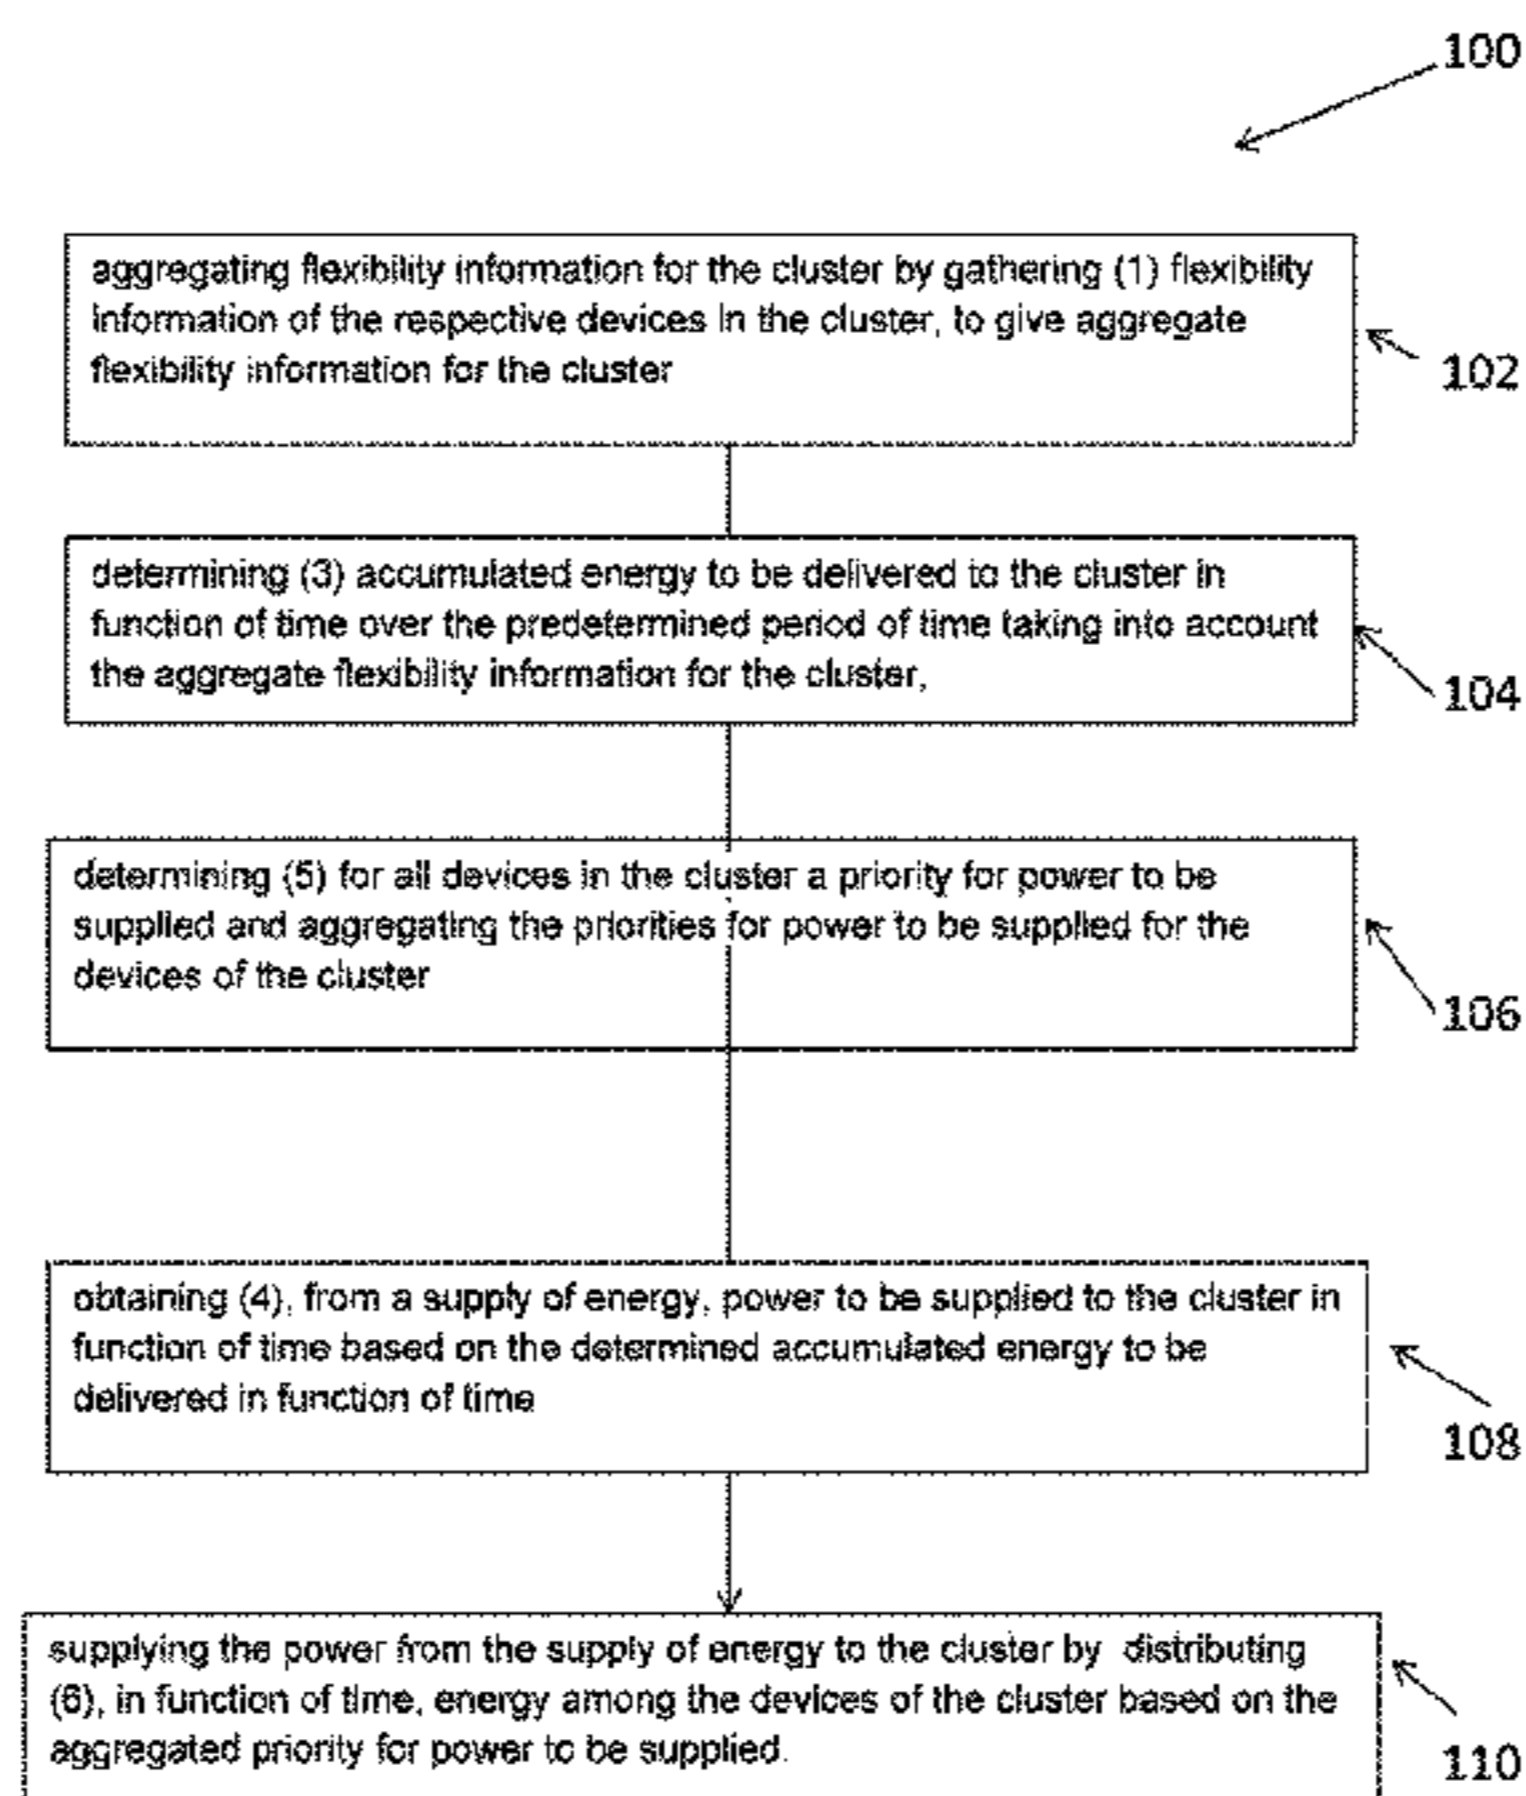 100
aggregating flexibility information for the cluster by gathering (1) flexibility
information of the respective devices in the cluster, to give aggregate
flexibility information for the cluster
102
determining (3) accumulated energy to be delivered to the cluster in
function of time over the predetermined period of time taking into account
the aggregate flexibility information for the cluster,
104
determining (5) for all devices in the cluster a priority for power to be
supplied and aggregating the priorities for power to be supplied for the
devices of the cluster
106
obtaining (4), from a supply of energy, power to be supplied to the cluster in
function of time based on the determined accumulated energy to be
delivered in function of time
108
supplying the power from the supply of energy to the cluster by distributing
(6), in function of time, energy among the devices of the cluster based on the
aggregated priority for power to be supplied.
110